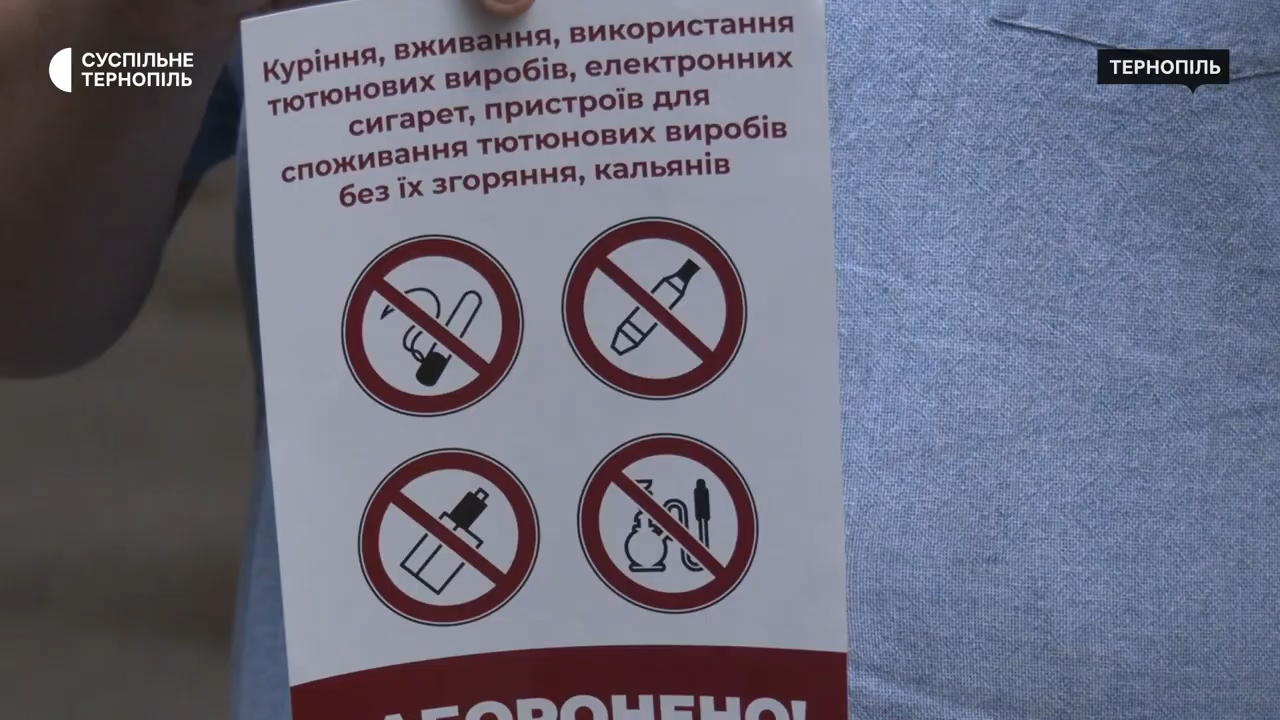 СУСПІЛЬНЕ
ТЕРНОПІЛЬ
ТЕРНОПІЛЬ
Куріння, вживання, використання
тютюнових виробів, електронних
сигарет, пристроїв для
споживання тютюнових виробів
без їх згоряння, кальянів